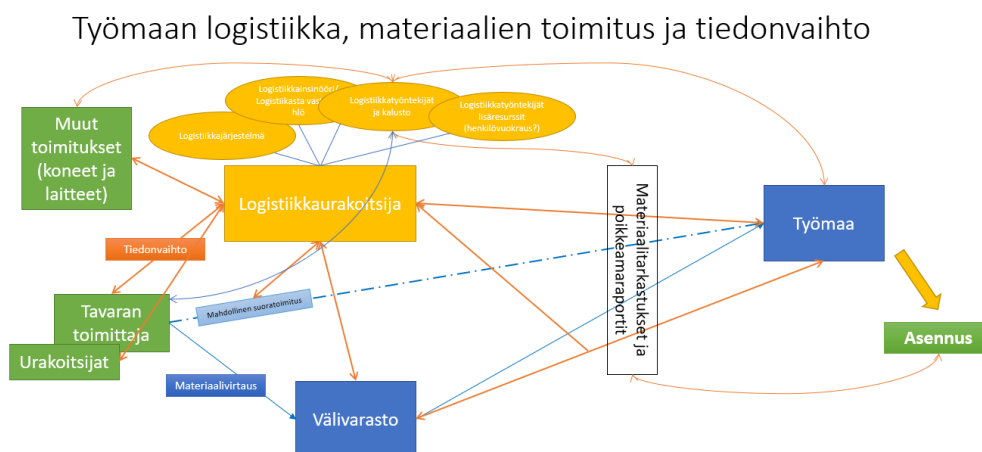 Työmaan logistiikka, materiaalien toimitus ja tiedonvaihto
Muut
toimitukset
(koneet ja
laitteet)
Logistiikkajärjestelmä
Logistiikkainsinööri /
Logistiikasta
hlö
Logistiikkatyöntekijät
ja kalusto
Logistiikkatyöntekijät
lisäresurssit
(henkilövuokraus?)
Logistiikkaurakoitsija
Materiaalitarkastukset ja
poikkeamaraportit
Työmaa
Tiedonvaihto
Mahdollinen suoratoimitus
Tavaran
toimittaja
Urakoitsijat
Materiaalivirtaus
Välivarasto
Asennus